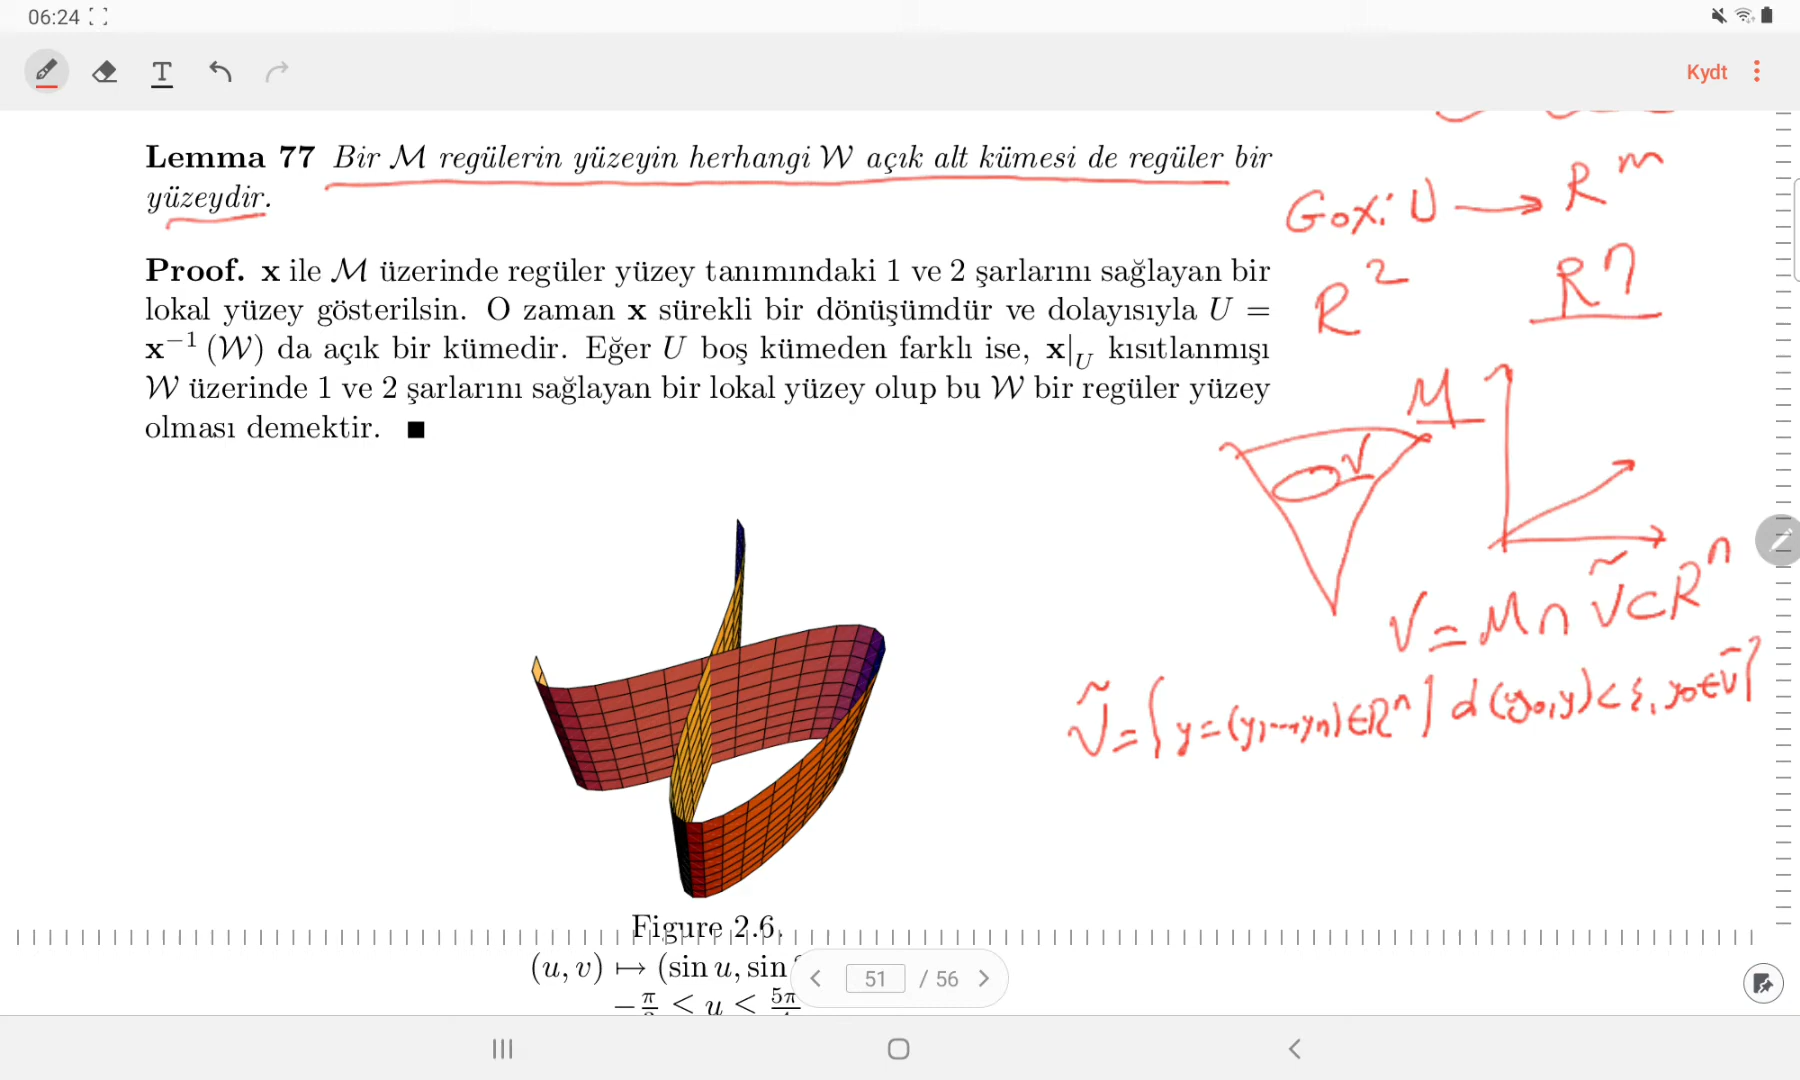 06:24
T
Kydt
Lemma 77 Bir M regülerin yüzeyin herhangi W açık alt kümesi de regüler bir
yüzeydir.
Proof. x ile M üzerinde regüler yüzey tanımındaki 1 ve 2 şarlarını sağlayan bir
lokal yüzey gösterilsin. O zaman x sürekli bir dönüşümdür ve dolayısıyla U =
x⁻¹ (W) da açık bir kümedir. Eğer U boş kümeden farklı ise, x|_U kısıtlanmışı
W üzerinde 1 ve 2 şarlarını sağlayan bir lokal yüzey olup bu W bir regüler yüzey
olması demektir. ■
Gox: U → R^m
R² R^n
M
V
V = M ∩ Ṽ ⊂ R^n
Ṽ = { y = (y₁ ... yₙ) ∈ R^n | d(y₀, y) < ε, y₀ ∈ Ṽ }
Figure 2.6.
(u, v) ↦ (sin u, sin
51 / 56
< u < 5π